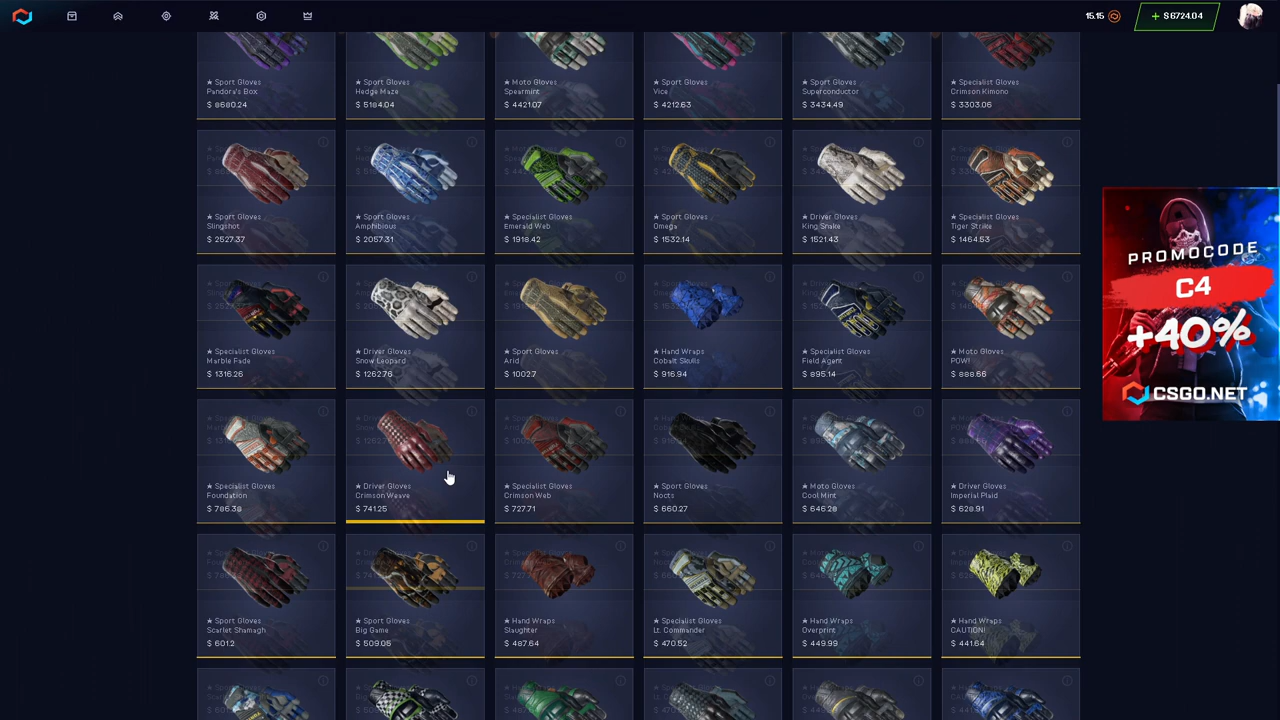 15.15
+ $ 6724.04
★ Sport Gloves
Pandora's Box
$ 8680.24
★ Sport Gloves
Hedge Maze
$ 5184.04
★ Moto Gloves
Spearmint
$ 4421.07
★ Sport Gloves
Vice
$ 4212.63
★ Sport Gloves
Superconductor
$ 3434.49
★ Specialist Gloves
Crimson Kimono
$ 3303.06
★ Sport Gloves
Slingshot
$ 2527.37
★ Sport Gloves
Amphibious
$ 2057.31
★ Specialist Gloves
Emerald Web
$ 1918.42
★ Sport Gloves
Omega
$ 1532.14
★ Driver Gloves
King Snake
$ 1521.43
★ Specialist Gloves
Tiger Strike
$ 1464.53
★ Specialist Gloves
Marble Fade
$ 1316.26
★ Driver Gloves
Snow Leopard
$ 1262.76
★ Sport Gloves
Arid
$ 1002.7
★ Hand Wraps
Cobalt Skulls
$ 916.94
★ Specialist Gloves
Field Agent
$ 895.14
★ Moto Gloves
POW!
$ 888.66
★ Specialist Gloves
Foundation
$ 786.38
★ Driver Gloves
Crimson Weave
$ 741.25
★ Specialist Gloves
Crimson Web
$ 727.71
★ Sport Gloves
Nocts
$ 660.27
★ Moto Gloves
Cool Mint
$ 646.28
★ Driver Gloves
Imperial Plaid
$ 628.91
★ Sport Gloves
Scarlet Shamagh
$ 601.2
★ Sport Gloves
Big Game
$ 509.05
★ Hand Wraps
Slaughter
$ 487.64
★ Specialist Gloves
Lt. Commander
$ 470.52
★ Hand Wraps
Overprint
$ 449.99
★ Hand Wraps
CAUTION!
$ 441.64
PROMOCODE
C4
+40%
CSGO.NET